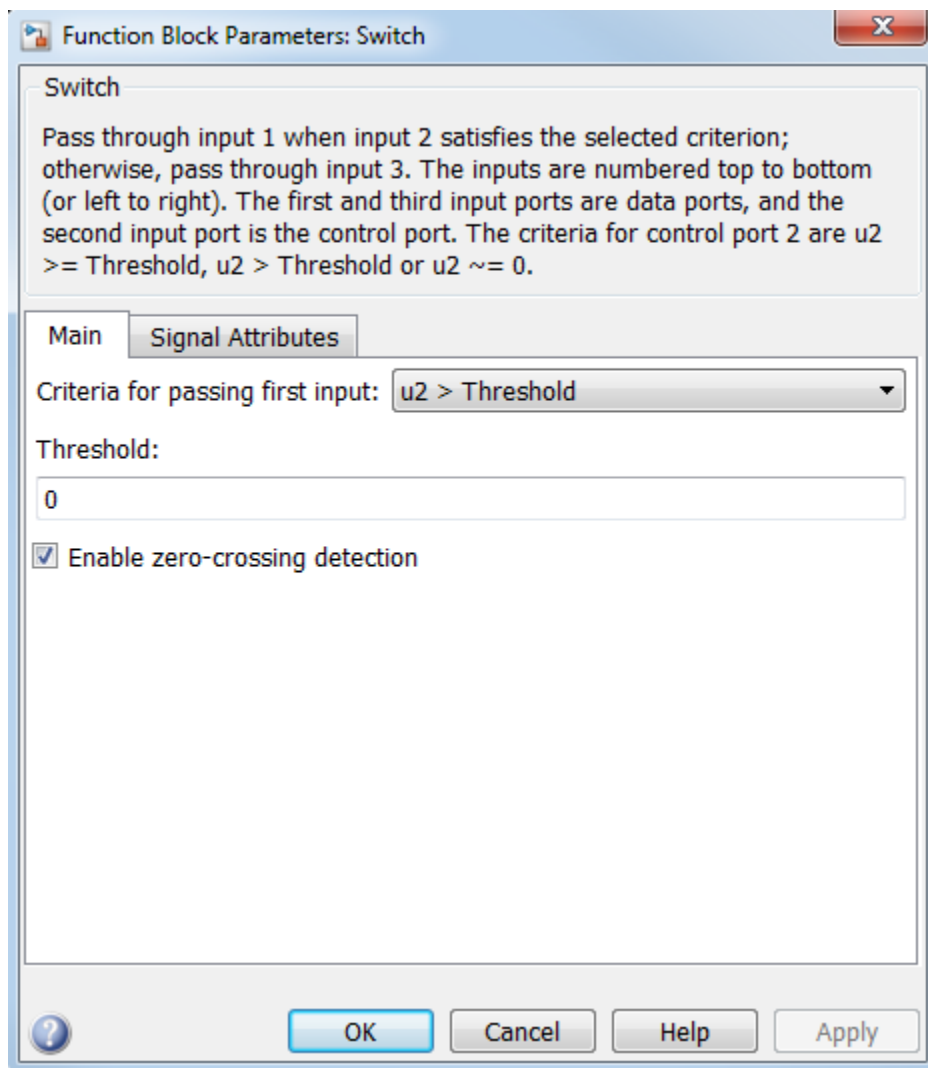 Function Block Parameters: Switch
X
Switch
Pass through input 1 when input 2 satisfies the selected criterion;
otherwise, pass through input 3. The inputs are numbered top to bottom
(or left to right). The first and third input ports are data ports, and the
second input port is the control port. The criteria for control port 2 are u2
>= Threshold, u2 > Threshold or u2 ~= 0.
Main Signal Attributes
Criteria for passing first input: u2 > Threshold
Threshold:
0
Enable zero-crossing detection
? OK Cancel Help Apply